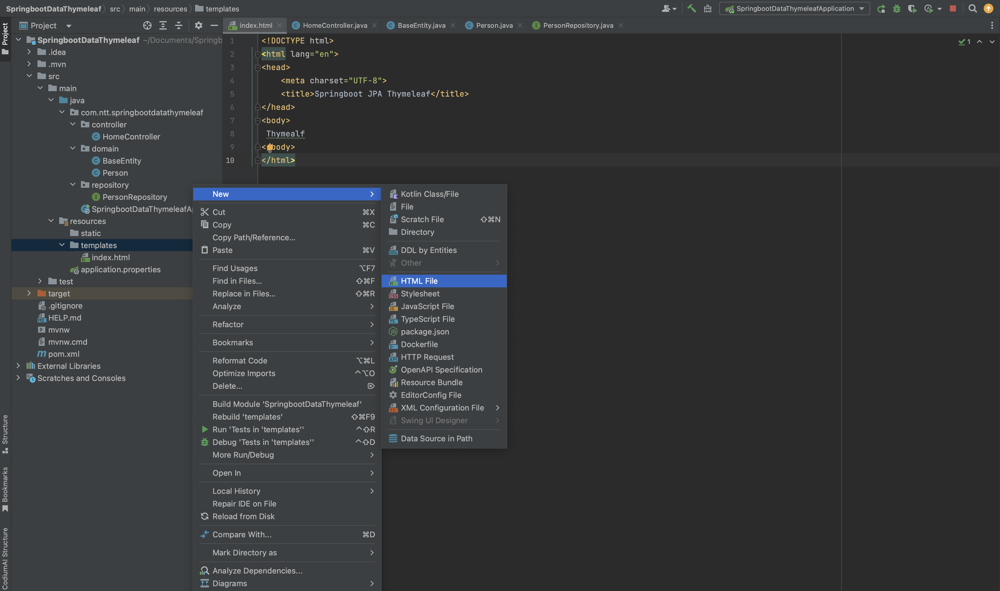 SpringbootDataThymeleaf src main resources templates
SpringbootDataThymeleafApplication
Project
Project
index.html HomeController.java BaseEntity.java Person.java PersonRepository.java
SpringbootDataThymeleaf ~/Documents/Springb
.idea
.mvn
src
main
java
com.ntt.springbootdatathymeleaf
controller
HomeController
domain
BaseEntity
Person
repository
PersonRepository
SpringbootDataThymeleafA
resources
static
templates
index.html
application.properties
test
target
.gitignore
HELP.md
mvnw
mvnw.cmd
pom.xml
External Libraries
Scratches and Consoles
Structure
Bookmarks
CodiumAI Structure
1 <!DOCTYPE html>
2 <html lang="en">
3 <head>
4 <meta charset="UTF-8">
5 <title>Springboot JPA Thymeleaf</title>
6 </head>
7 <body>
8 Thymealf
9 </body>
10 </html>
1
New
Cut ⌘X
Copy ⌘C
Copy Path/Reference...
Paste ⌘V
Find Usages ⌥F7
Find in Files... ⇧⌘F
Replace in Files... ⇧⌘R
Analyze
Refactor
Bookmarks
Reformat Code ⌥⌘L
Optimize Imports ^⌥O
Delete... ⌦
Build Module 'SpringbootDataThymeleaf'
Rebuild 'templates' ⇧⌘F9
Run 'Tests in 'templates'' ^⇧R
Debug 'Tests in 'templates'' ^⇧D
More Run/Debug
Open In
Local History
Repair IDE on File
Reload from Disk
Compare With... ⌘D
Mark Directory as
Analyze Dependencies...
Diagrams
Kotlin Class/File
File
Scratch File ⇧⌘N
Directory
DDL by Entities
Other
HTML File
Stylesheet
JavaScript File
TypeScript File
package.json
Dockerfile
HTTP Request
OpenAPI Specification
Resource Bundle
EditorConfig File
XML Configuration File
Swing UI Designer
Data Source in Path